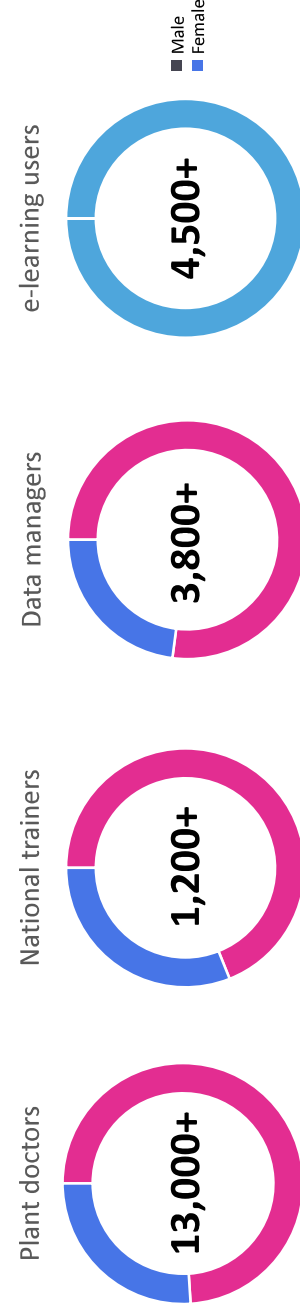 Plant doctors
13,000+
National trainers
1,200+
Data managers
3,800+
e-learning users
4,500+
Male
Female